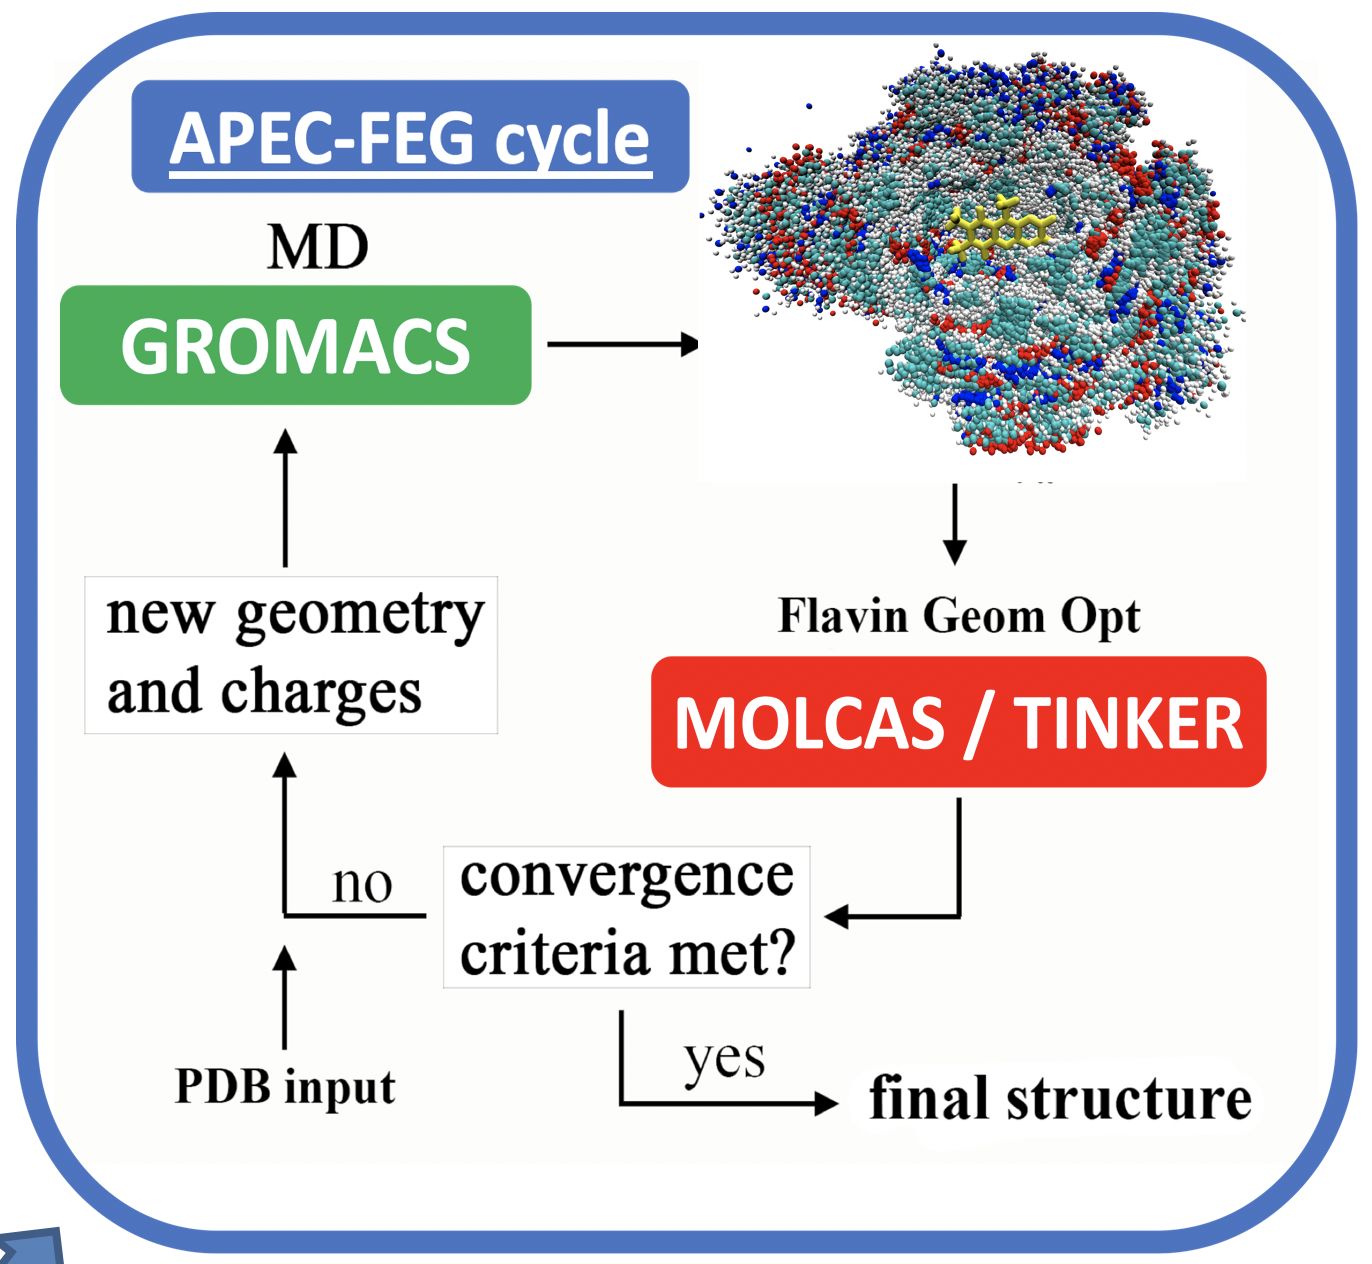 APEC-FEG cycle
MD
GROMACS
Flavin Geom Opt
MOLCAS / TINKER
new geometry
and charges
no
convergence
criteria met?
yes
PDB input
final structure